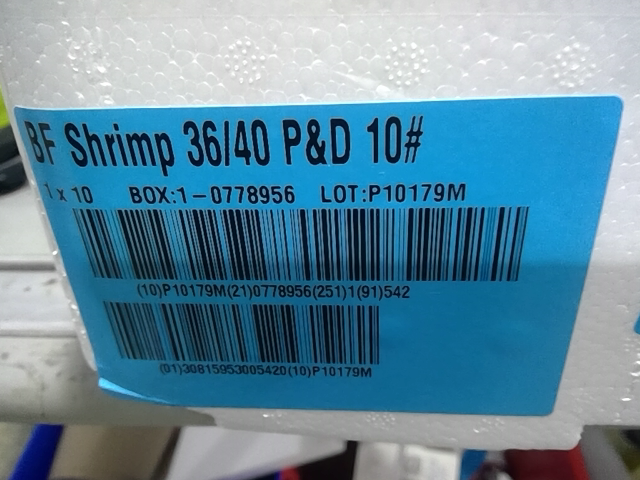 BF Shrimp 36/40 P&D 10#
1 x 10 BOX:1-0778956 LOT:P10179M
(10)P10179M(21)0778956(251)1(91)542
(01)30815953005420(10)P10179M